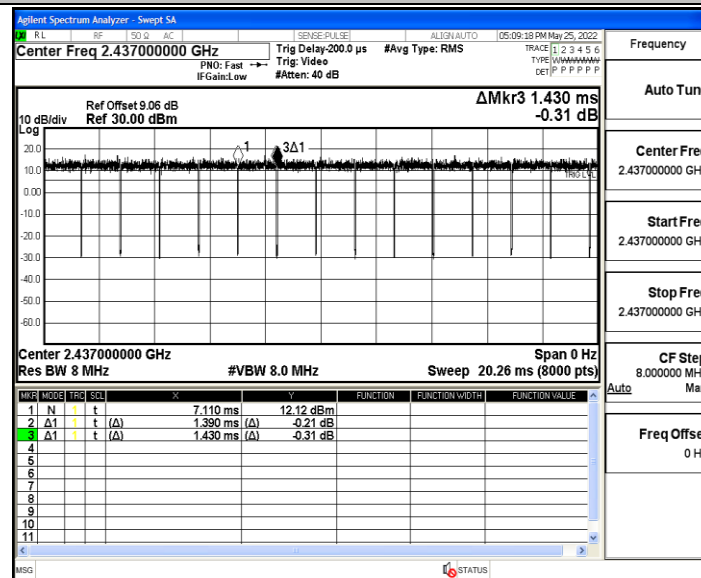 Agilent Spectrum Analyzer - Swept SA
RL RF 50 Ω AC SENSE:PULSE ALIGNAUTO 05:09:18 PM May 25, 2022
Center Freq 2.437000000 GHz
PNO: Fast
IFGain:Low
Trig Delay-200.0 µs
Trig: Video
#Atten: 40 dB
#Avg Type: RMS
TRACE 1 2 3 4 5 6
TYPE WWWWWW
DET P P P P P P
ΔMkr3 1.430 ms
-0.31 dB
Ref Offset 9.06 dB
10 dB/div Ref 30.00 dBm
Log
20.0
10.0
0.00
-10.0
-20.0
-30.0
-40.0
-50.0
-60.0
1
3Δ1
TRIG LVL
Center 2.437000000 GHz Span 0 Hz
Res BW 8 MHz #VBW 8.0 MHz Sweep 20.26 ms (8000 pts)
MKR MODE TRC SCL X Y FUNCTION FUNCTION WIDTH FUNCTION VALUE
1 N 1 t 7.110 ms 12.12 dBm
2 Δ1 1 t (Δ) 1.390 ms (Δ) -0.21 dB
3 Δ1 1 t (Δ) 1.430 ms (Δ) -0.31 dB
4
5
6
7
8
9
10
11
MSG STATUS
Frequency
Auto Tun
Center Fre
2.437000000 GH
Start Fre
2.437000000 GH
Stop Fre
2.437000000 GH
CF Step
8.000000 MH
Auto Ma
Freq Offse
0 H